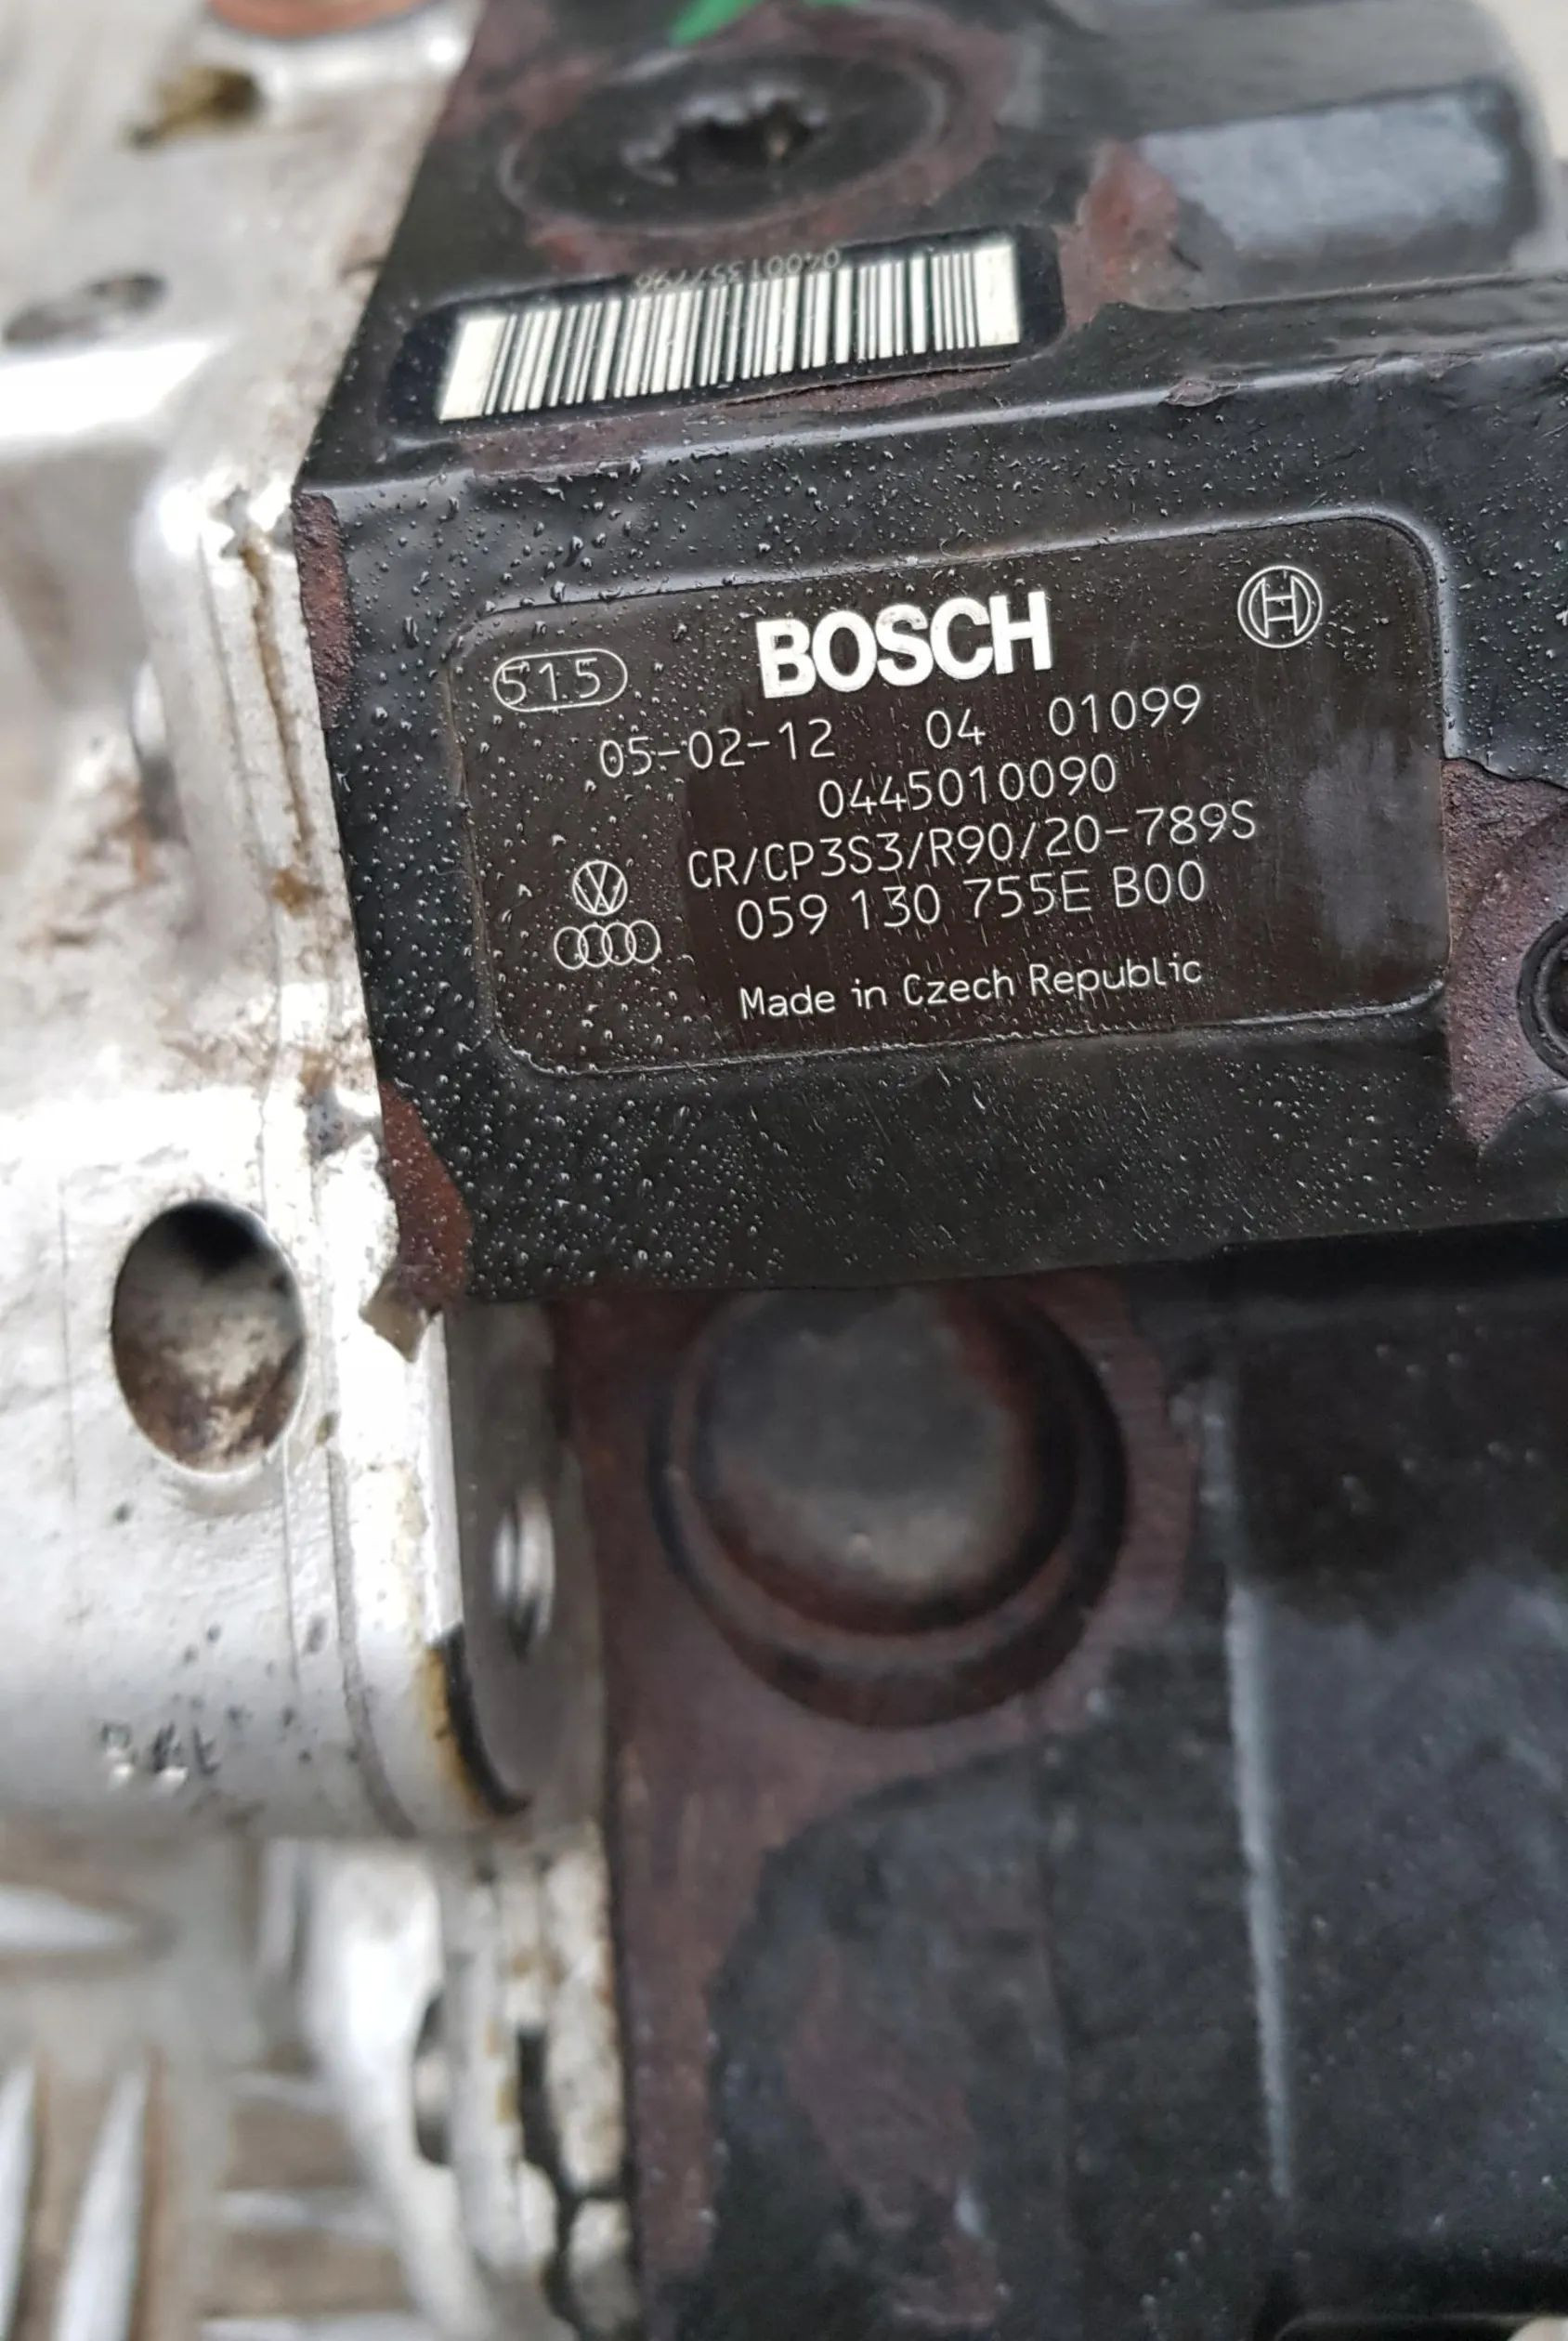 BOSCH
515
05-02-12 04 01099
0445010090
CR/CP3S3/R90/20-789S
059 130 755E B00
Made in Czech Republic